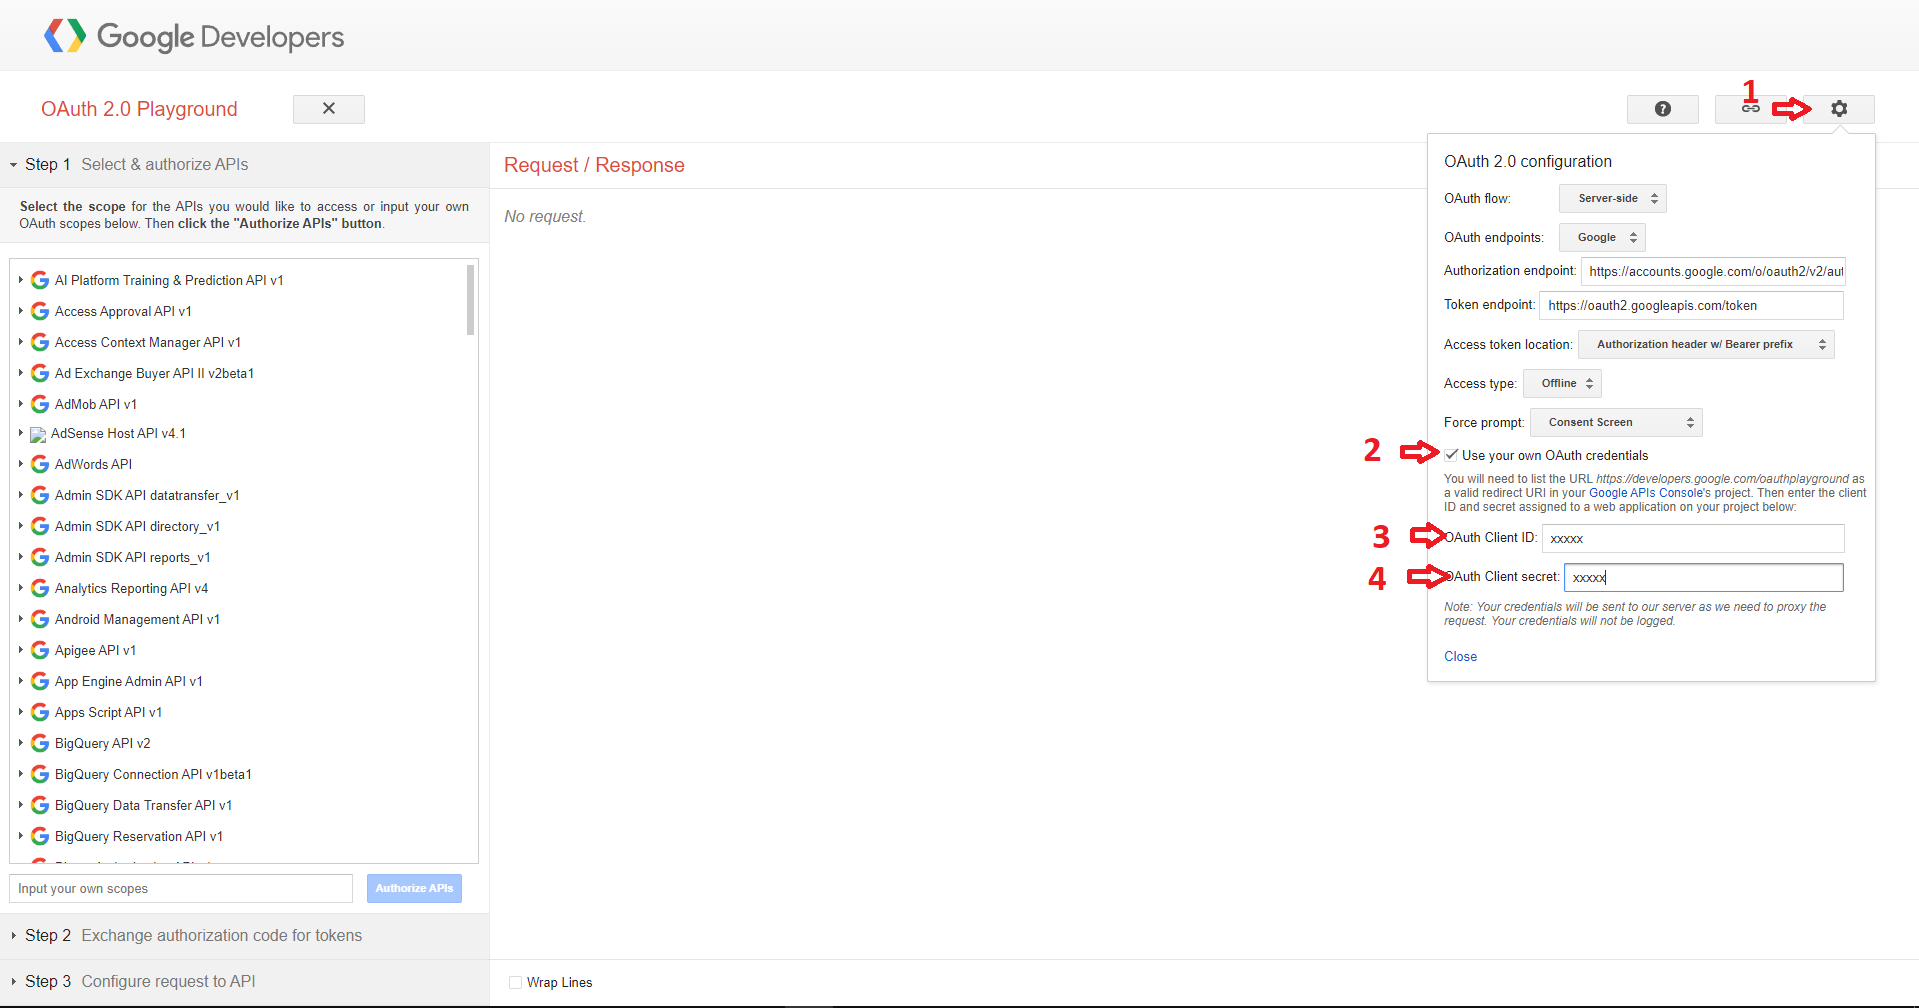 Google Developers
OAuth 2.0 Playground
1
Step 1 Select & authorize APIs
Select the scope for the APIs you would like to access or input your own
OAuth scopes below. Then click the "Authorize APIs" button.
AI Platform Training & Prediction API v1
Access Approval API v1
Access Context Manager API v1
Ad Exchange Buyer API II v2beta1
AdMob API v1
AdSense Host API v4.1
AdWords API
Admin SDK API datatransfer_v1
Admin SDK API directory_v1
Admin SDK API reports_v1
Analytics Reporting API v4
Android Management API v1
Apigee API v1
App Engine Admin API v1
Apps Script API v1
BigQuery API v2
BigQuery Connection API v1beta1
BigQuery Data Transfer API v1
BigQuery Reservation API v1
Input your own scopes
Authorize APIs
Step 2 Exchange authorization code for tokens
Step 3 Configure request to API
Request / Response
No request.
Wrap Lines
OAuth 2.0 configuration
OAuth flow: Server-side
OAuth endpoints: Google
Authorization endpoint: https://accounts.google.com/o/oauth2/v2/aut
Token endpoint: https://oauth2.googleapis.com/token
Access token location: Authorization header w/ Bearer prefix
Access type: Offline
Force prompt: Consent Screen
2 Use your own OAuth credentials
You will need to list the URL https://developers.google.com/oauthplayground as
a valid redirect URI in your Google APIs Console's project. Then enter the client
ID and secret assigned to a web application on your project below:
3 OAuth Client ID: xxxxx
4 OAuth Client secret: xxxxx
Note: Your credentials will be sent to our server as we need to proxy the
request. Your credentials will not be logged.
Close